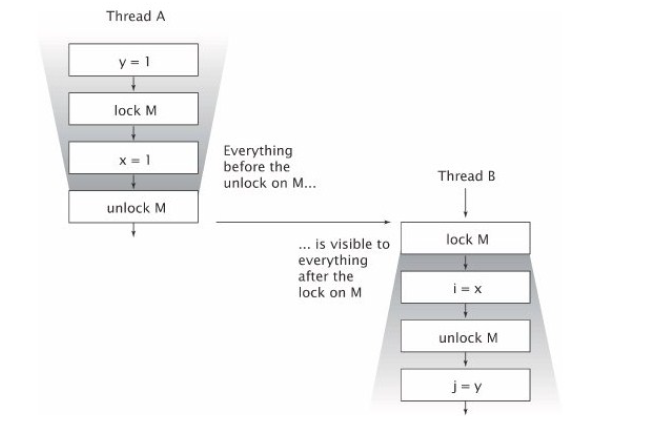 Thread A
y = 1
lock M
x = 1
unlock M
Everything
before the
unlock on M...
Thread B
... is visible to
everything
after the
lock on M
lock M
i = x
unlock M
j = y